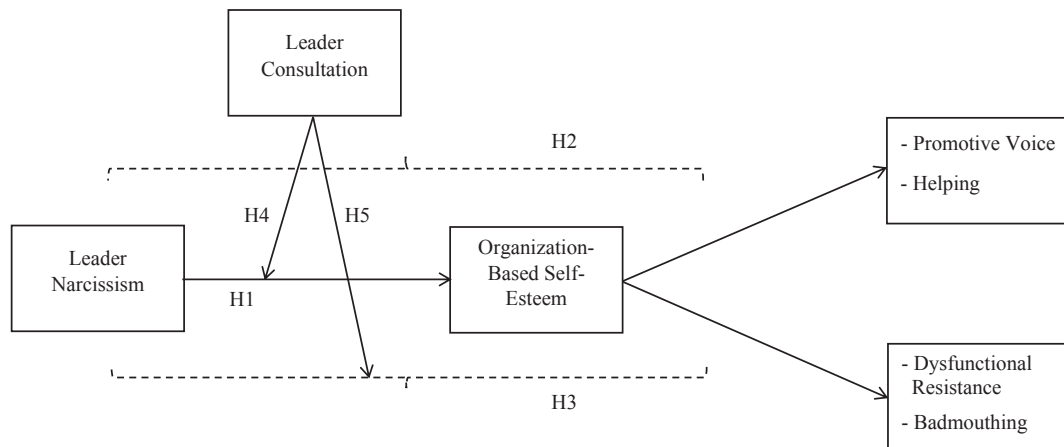 Leader
Consultation
H2
- Promotive Voice
- Helping
H4
H5
Leader
Narcissism
H1
Organization-
Based Self-
Esteem
H3
- Dysfunctional
Resistance
- Badmouthing